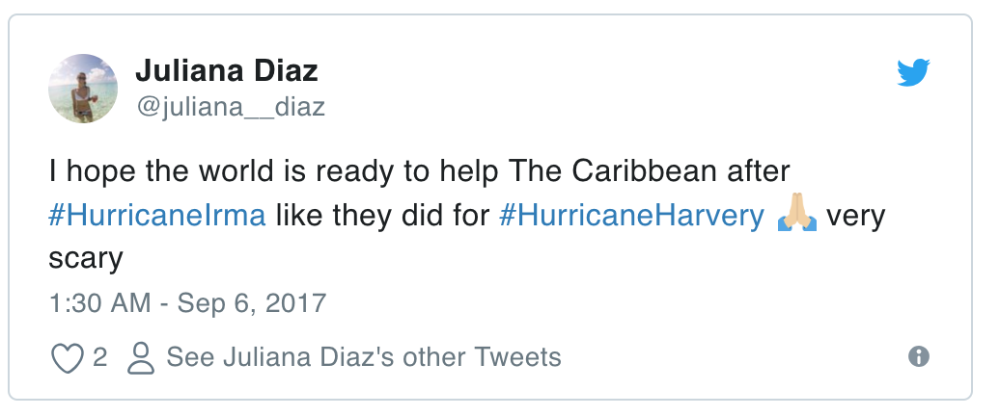 Juliana Diaz
@juliana__diaz
I hope the world is ready to help The Caribbean after
#HurricaneIrma like they did for #HurricaneHarvery 🙏🏼 very
scary
1:30 AM - Sep 6, 2017
2 See Juliana Diaz's other Tweets